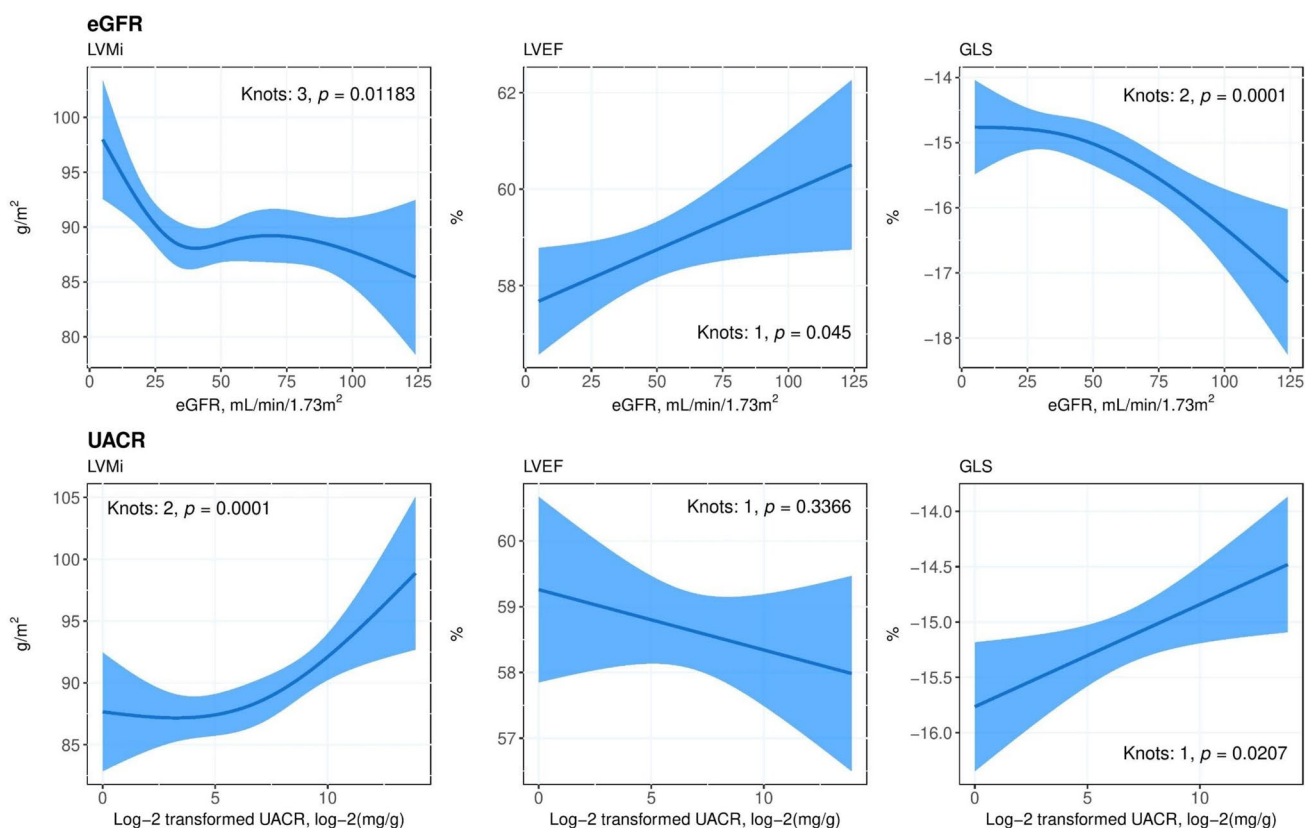 eGFR
LVMi
LVEF
GLS
Knots: 3, p = 0.01183
Knots: 1, p = 0.045
Knots: 2, p = 0.0001
g/m²
100
95
90
85
80
0 25 50 75 100 125
eGFR, mL/min/1.73m²
%
62
60
58
0 25 50 75 100 125
eGFR, mL/min/1.73m²
%
−14
−15
−16
−17
−18
0 25 50 75 100 125
eGFR, mL/min/1.73m²
UACR
LVMi
LVEF
GLS
Knots: 2, p = 0.0001
Knots: 1, p = 0.3366
Knots: 1, p = 0.0207
g/m²
105
100
95
90
85
0 5 10
Log−2 transformed UACR, log−2(mg/g)
%
60
59
58
57
0 5 10
Log−2 transformed UACR, log−2(mg/g)
%
−14.0
−14.5
−15.0
−15.5
−16.0
0 5 10
Log−2 transformed UACR, log−2(mg/g)